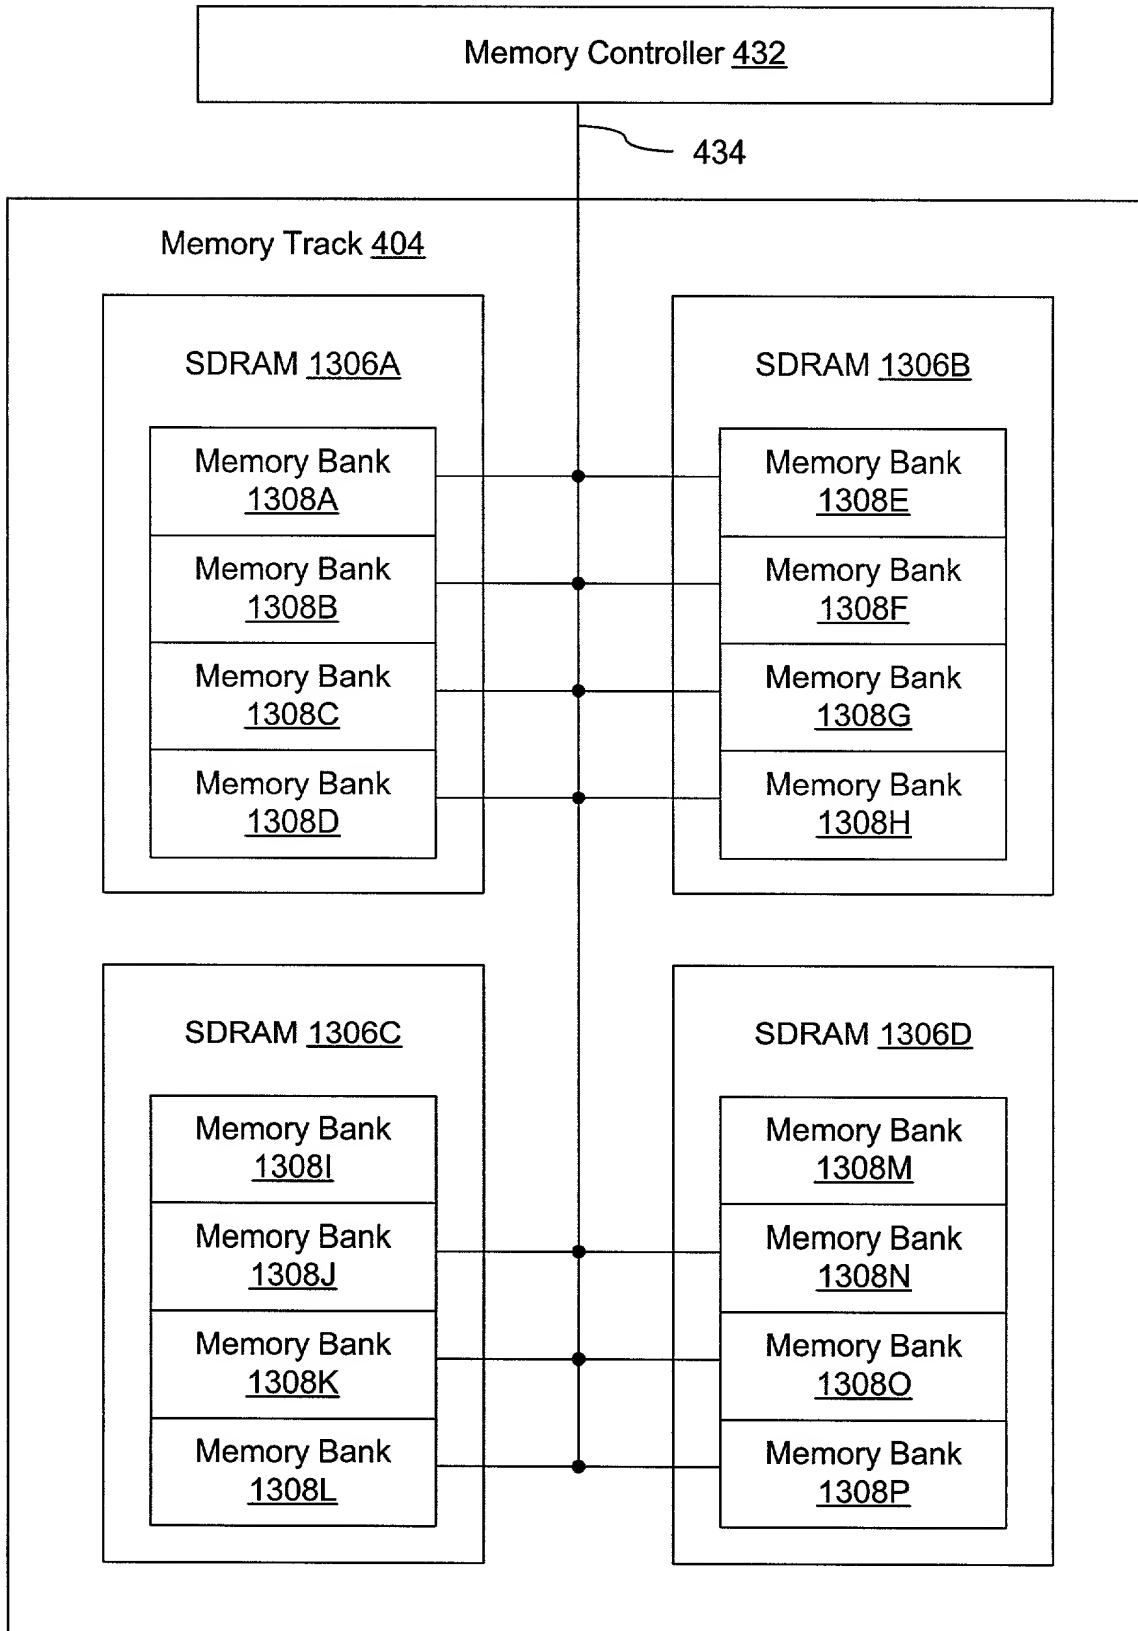 Memory Controller 432
434
Memory Track 404
SDRAM 1306A
Memory Bank
1308A
Memory Bank
1308B
Memory Bank
1308C
Memory Bank
1308D
SDRAM 1306B
Memory Bank
1308E
Memory Bank
1308F
Memory Bank
1308G
Memory Bank
1308H
SDRAM 1306C
Memory Bank
1308I
Memory Bank
1308J
Memory Bank
1308K
Memory Bank
1308L
SDRAM 1306D
Memory Bank
1308M
Memory Bank
1308N
Memory Bank
1308O
Memory Bank
1308P